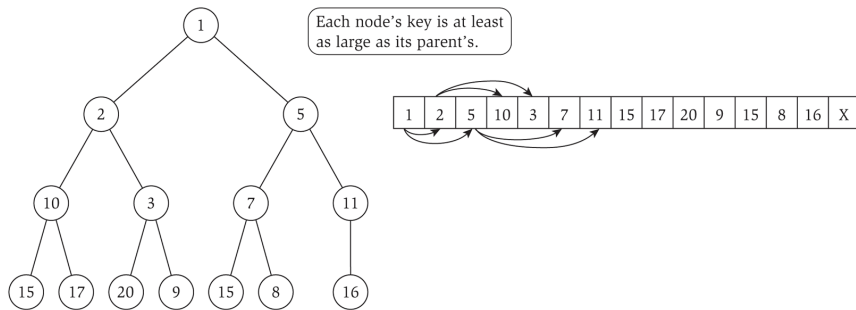 1
Each node's key is at least
as large as its parent's.
2 5
1 2 5 10 3 7 11 15 17 20 9 15 8 16 X
10 3 7 11
15 17 20 9 15 8 16